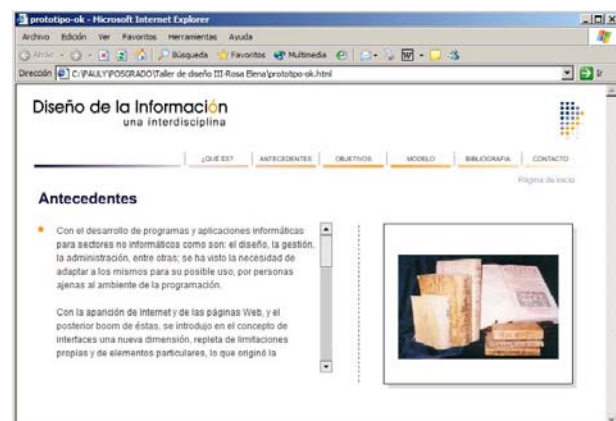 prototipo-ok - Microsoft Internet Explorer
Archivo Edición Ver Favoritos Herramientas Ayuda
Atrás Búsqueda Favoritos Multimedia
Dirección C:\PAULY\POSGRADO\Taller de diseño III-Rosa Elena\prototipo-ok.html Ir
Diseño de la Información
una interdisciplina
¿QUÉ ES? ANTECEDENTES OBJETIVOS MODELO BIBLIOGRAFIA CONTACTO
Página de inicio
Antecedentes
Con el desarrollo de programas y aplicaciones informáticas
para sectores no informáticos como son: el diseño, la gestión,
la administración, entre otras; se ha visto la necesidad de
adaptar a los mismos para su posible uso, por personas
ajenas al ambiente de la programación.
Con la aparición de Internet y de las páginas Web, y el
posterior boom de éstas, se introdujo en el concepto de
interfaces una nueva dimensión, repleta de limitaciones
propias y de elementos particulares, lo que originó la